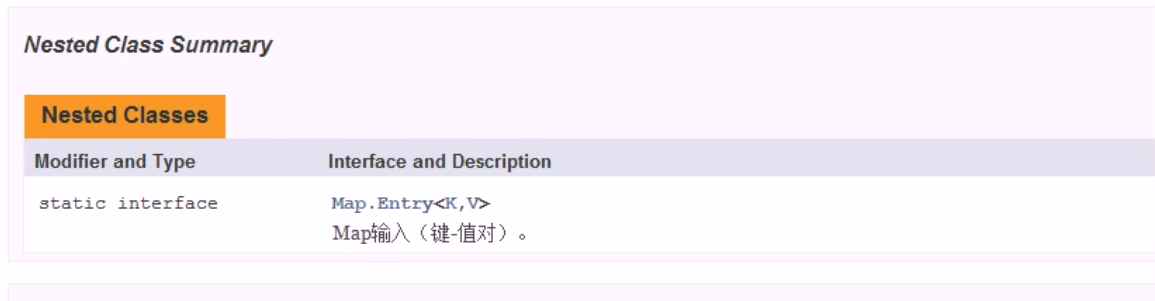 Nested Class Summary
Nested Classes
Modifier and Type Interface and Description
static interface Map.Entry<K,V>
Map输入（键-值对）。